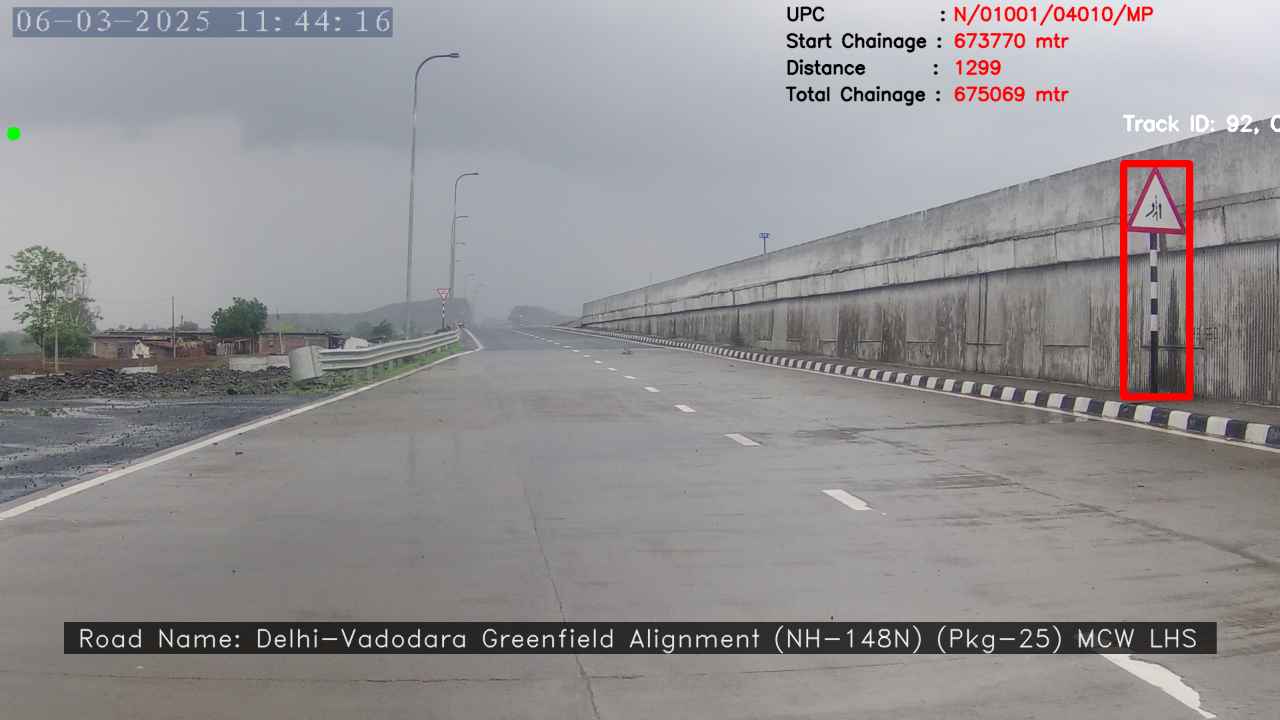 06-03-2025 11:44:16
UPC : N/01001/04010/MP
Start Chainage : 673770 mtr
Distance : 1299
Total Chainage : 675069 mtr
Track ID: 92,
Road Name: Delhi-Vadodara Greenfield Alignment (NH-148N) (Pkg-25) MCW LHS